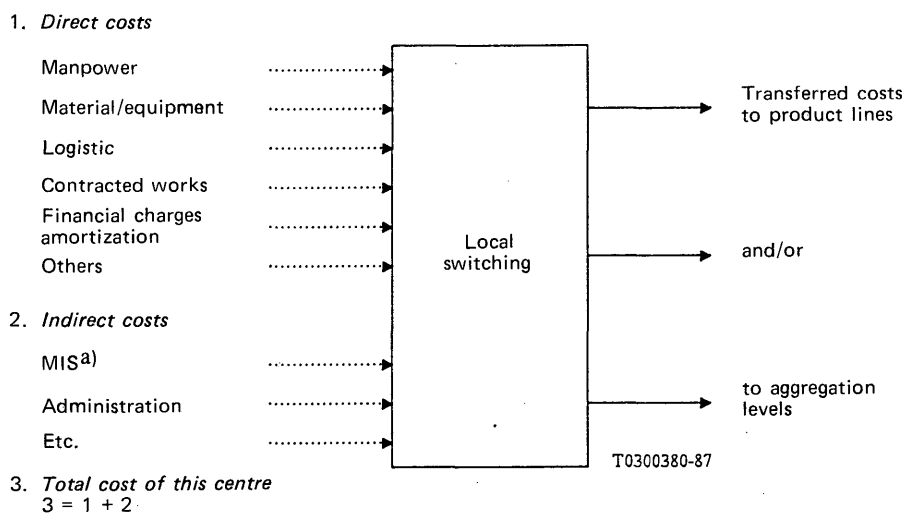 1. Direct costs
Manpower
Material/equipment
Logistic
Contracted works
Financial charges
amortization
Others
2. Indirect costs
MISa)
Administration
Etc.
3. Total cost of this centre
3 = 1 + 2
Local
switching
Transferred costs
to product lines
and/or
to aggregation
levels
T0300380-87